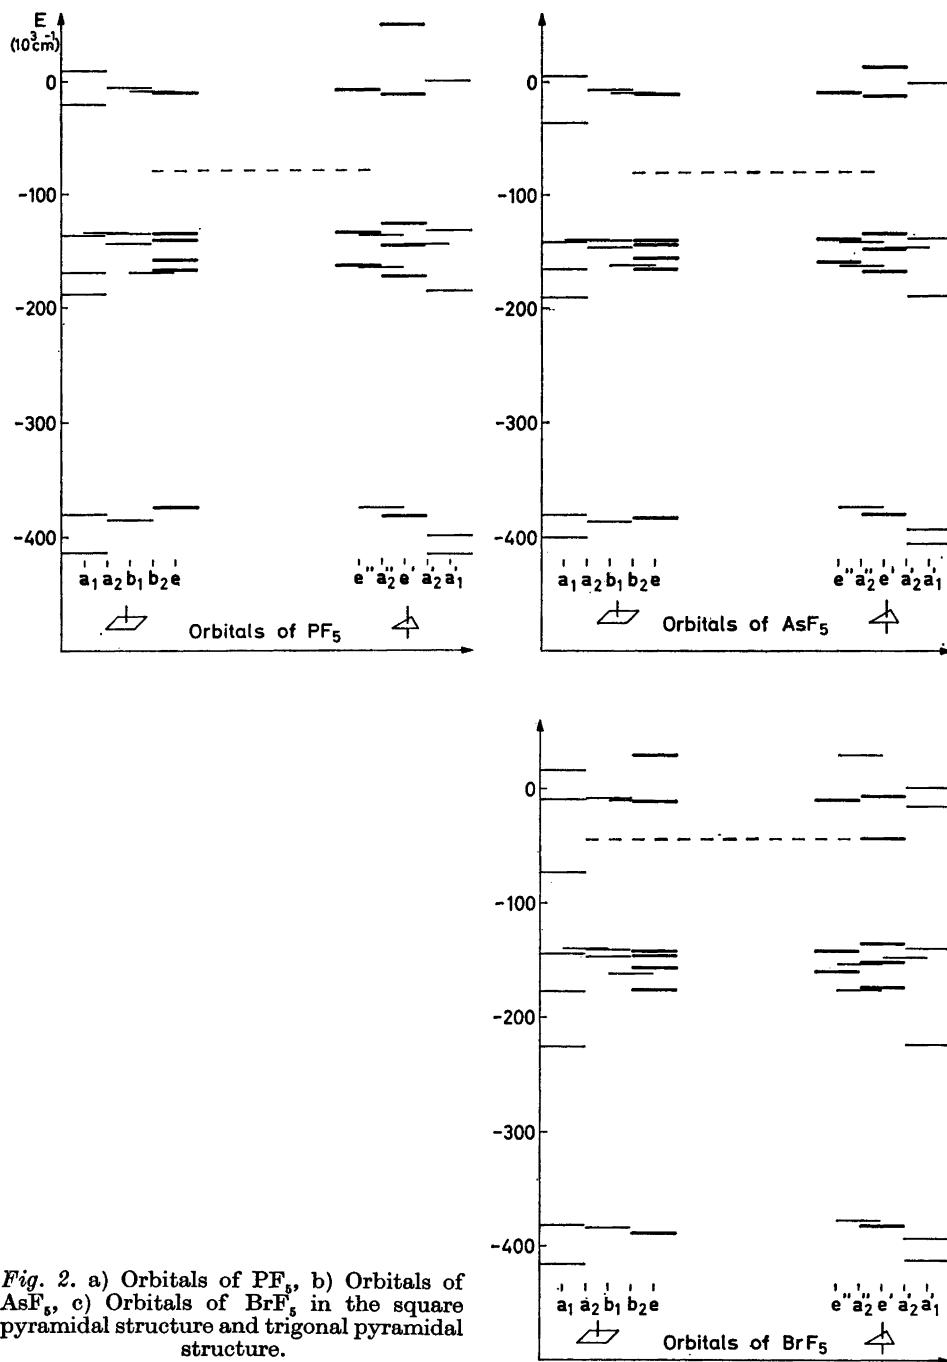 E
(10³cm⁻¹)
0
-100
-200
-300
-400
a₁ a₂ b₁ b₂ e
e'' a₂'' e' a₂' a₁'
Orbitals of PF₅
0
-100
-200
-300
-400
a₁ a₂ b₁ b₂ e
e'' a₂'' e' a₂' a₁'
Orbitals of AsF₅
0
-100
-200
-300
-400
a₁ a₂ b₁ b₂ e
e'' a₂'' e' a₂' a₁'
Orbitals of BrF₅
Fig. 2. a) Orbitals of PF₅, b) Orbitals of
AsF₅, c) Orbitals of BrF₅ in the square
pyramidal structure and trigonal pyramidal
structure.